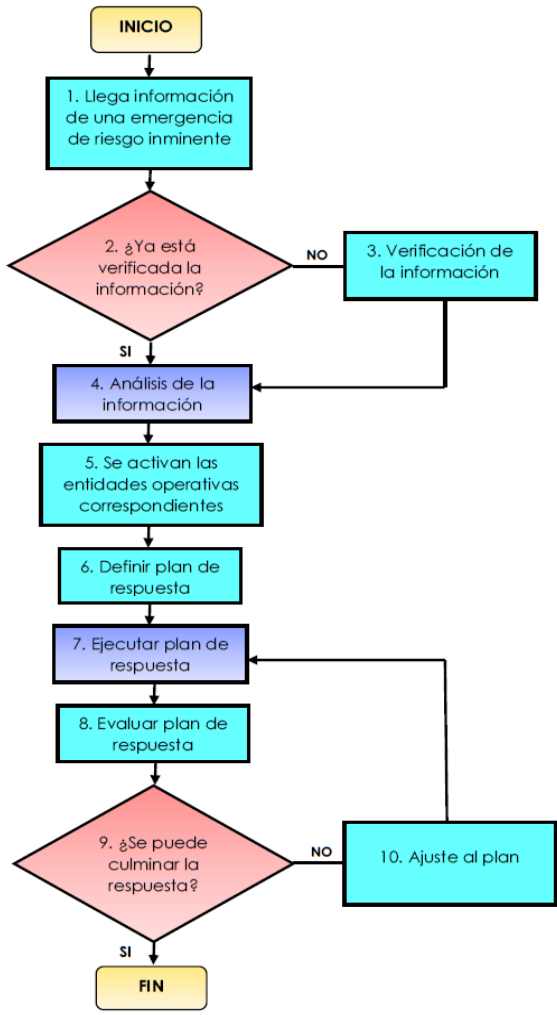 INICIO
1. Llega información
de una emergencia
de riesgo inminente
2. ¿Ya está
verificada la
información?
NO
3. Verificación de
la información
SI
4. Análisis de la
información
5. Se activan las
entidades operativas
correspondientes
6. Definir plan de
respuesta
7. Ejecutar plan de
respuesta
8. Evaluar plan de
respuesta
9. ¿Se puede
culminar la
respuesta?
NO
10. Ajuste al plan
SI
FIN